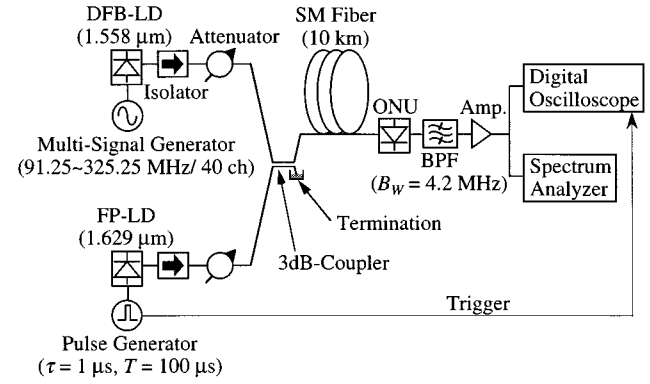 DFB-LD
(1.558 μm)
Attenuator
Isolator
Multi-Signal Generator
(91.25~325.25 MHz/ 40 ch)
SM Fiber
(10 km)
ONU
BPF
(BW = 4.2 MHz)
Amp.
Digital
Oscilloscope
Spectrum
Analyzer
Termination
3dB-Coupler
FP-LD
(1.629 μm)
Trigger
Pulse Generator
(τ = 1 μs, T = 100 μs)